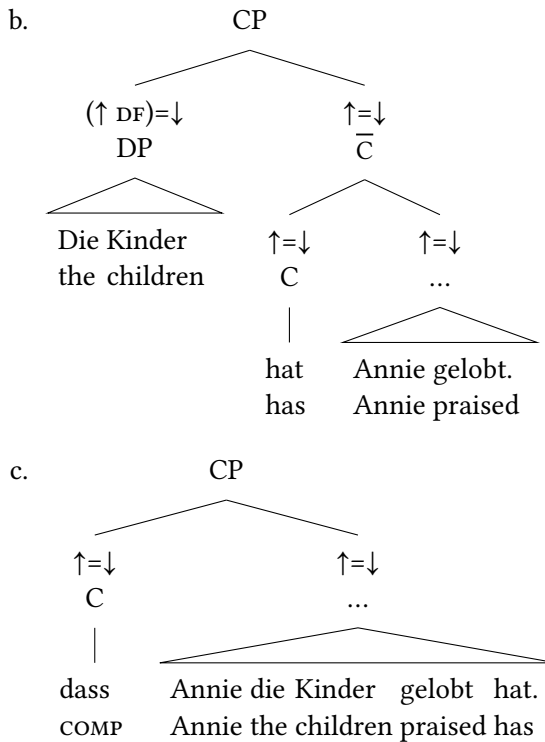 b. CP
(↑ DF)=↓ ↑=↓
DP C̅
Die Kinder ↑=↓ ↑=↓
the children C ...
hat Annie gelobt.
has Annie praised
c. CP
↑=↓ ↑=↓
C ...
dass Annie die Kinder gelobt hat.
COMP Annie the children praised has